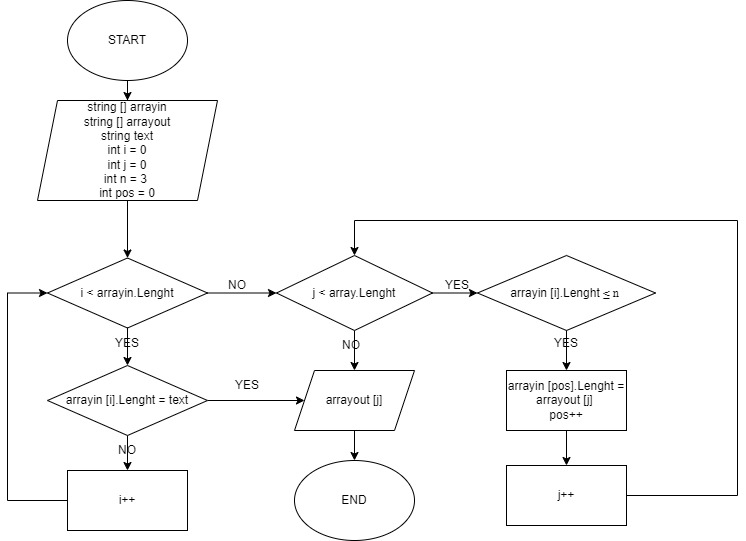 START
string [] arrayin
string [] arrayout
string text
int i = 0
int j = 0
int n = 3
int pos = 0
i < arrayin.Lenght
NO
j < array.Lenght
YES
arrayin [i].Lenght ≤ n
YES
NO
YES
arrayin [i].Lenght = text
YES
arrayout [j]
arrayin [pos].Lenght =
arrayout [j]
pos++
NO
i++
END
j++